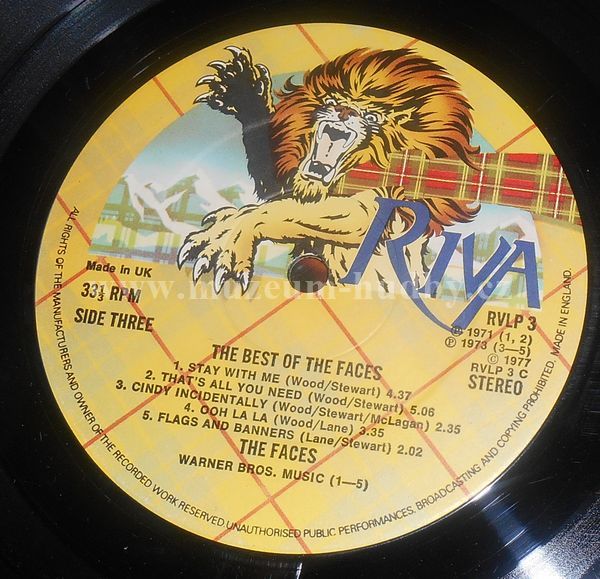 RIVA
Made in UK
33⅓ RPM
SIDE THREE
RVLP 3
℗ 1971 (1, 2)
℗ 1973 (3–5)
© 1977
RVLP 3 C
STEREO
THE BEST OF THE FACES
1. STAY WITH ME (Wood/Stewart) 4.37
2. THAT'S ALL YOU NEED (Wood/Stewart) 5.06
3. CINDY INCIDENTALLY (Wood/Stewart/McLagan) 2.35
4. OOH LA LA (Wood/Lane) 3.35
5. FLAGS AND BANNERS (Lane/Stewart) 2.02
THE FACES
WARNER BROS. MUSIC (1–5)
ALL RIGHTS OF THE MANUFACTURERS AND OWNER OF THE RECORDED WORK RESERVED. UNAUTHORISED PUBLIC PERFORMANCES, BROADCASTING AND COPYING PROHIBITED. MADE IN ENGLAND.
www.muzeum-hudby.cz